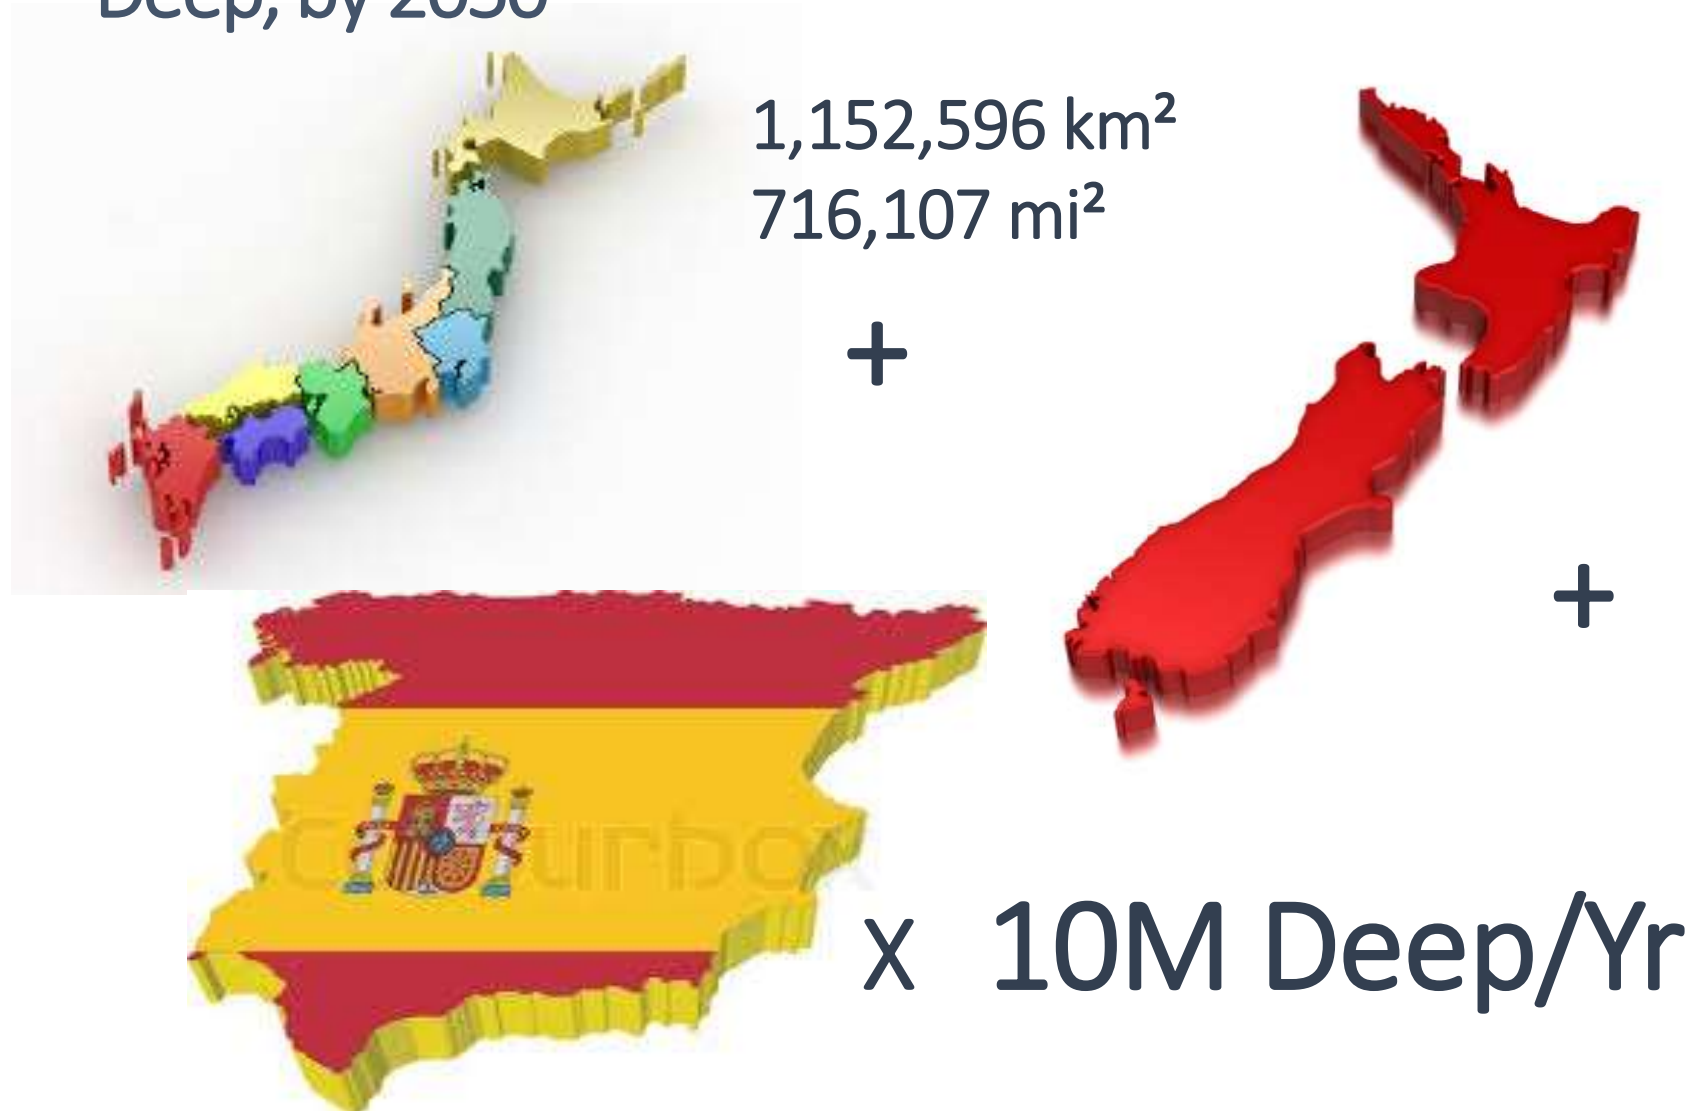 Deep, by 2050
1,152,596 km²
716,107 mi²
+
+
x 10M Deep/Yr